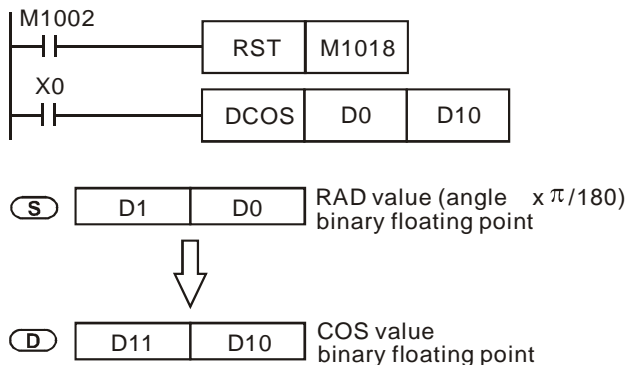 M1002
RST M1018
X0
DCOS D0 D10
S D1 D0 RAD value (angle x π/180)
binary floating point
D D11 D10 COS value
binary floating point